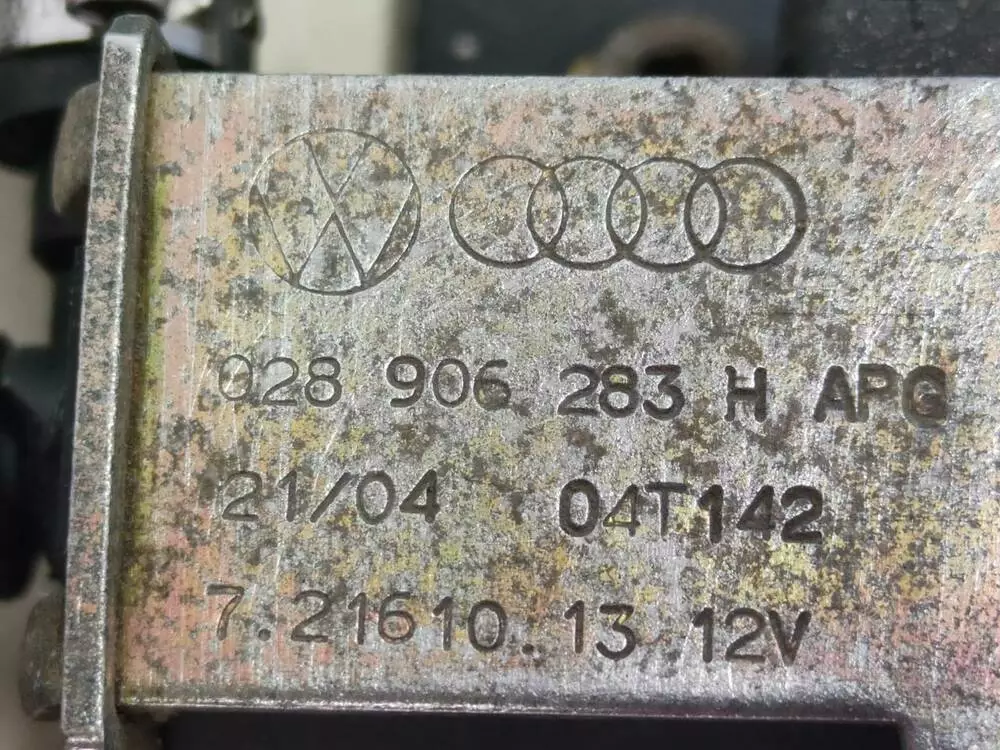 028 906 283 H APG
21/04 04T142
7.21610.13 12V